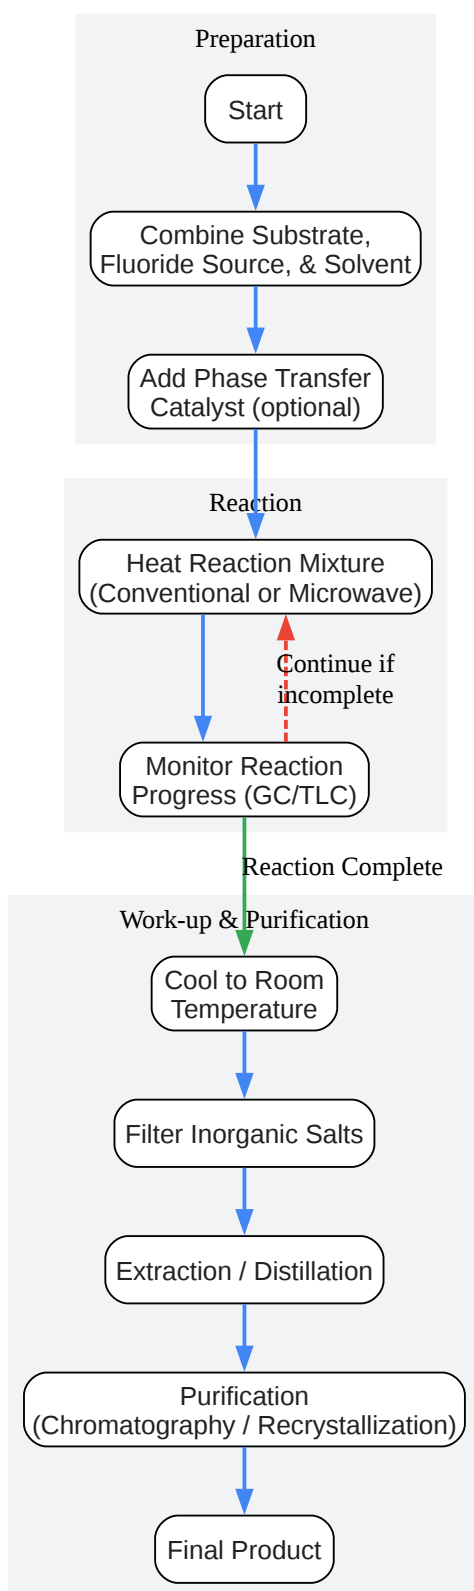 Preparation
Start
Combine Substrate,
Fluoride Source, & Solvent
Add Phase Transfer
Catalyst (optional)
Reaction
Heat Reaction Mixture
(Conventional or Microwave)
Continue if
incomplete
Monitor Reaction
Progress (GC/TLC)
Reaction Complete
Work-up & Purification
Cool to Room
Temperature
Filter Inorganic Salts
Extraction / Distillation
Purification
(Chromatography / Recrystallization)
Final Product